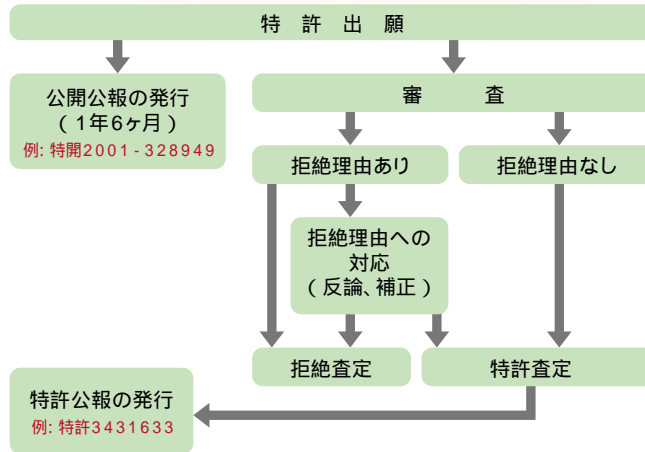 特許出願
公開公報の発行
(1年6ヶ月)
例: 特開2001-328949
審査
拒絶理由あり
拒絶理由なし
拒絶理由への
対応
(反論、補正)
拒絶査定
特許査定
特許公報の発行
例: 特許3431633